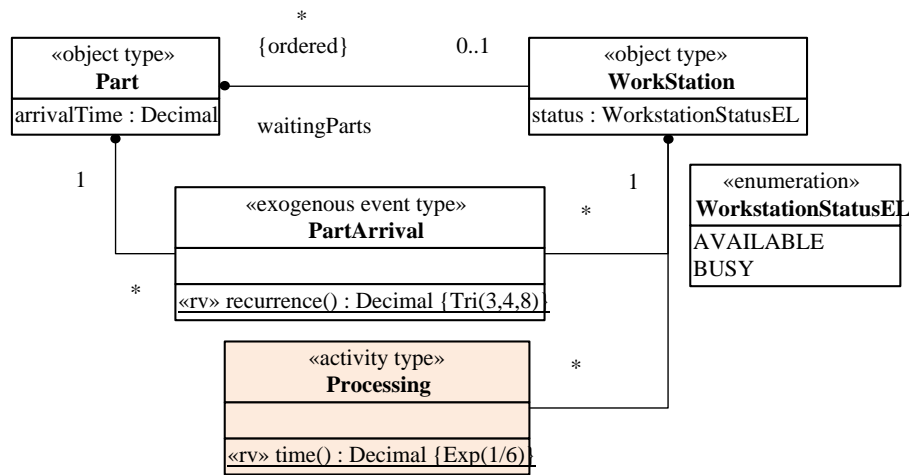 *
{ordered}
0..1
«object type»
Part
arrivalTime : Decimal
«object type»
WorkStation
status : WorkstationStatusEL
waitingParts
1
1
«exogenous event type»
PartArrival
«rv» recurrence() : Decimal {Tri(3,4,8)}
*
*
«enumeration»
WorkstationStatusEL
AVAILABLE
BUSY
«activity type»
Processing
«rv» time() : Decimal {Exp(1/6)}
*